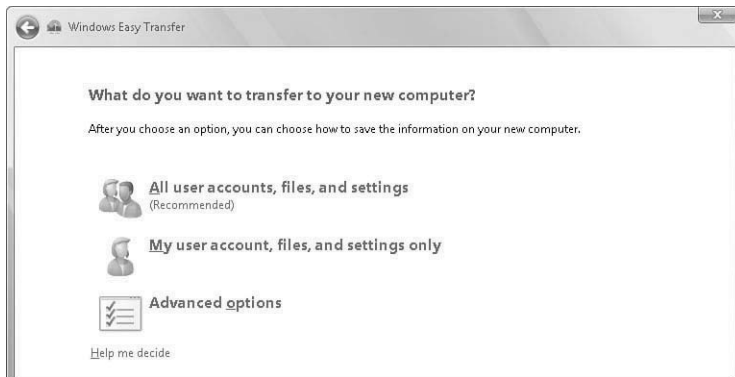 Windows Easy Transfer
What do you want to transfer to your new computer?
After you choose an option, you can choose how to save the information on your new computer.
All user accounts, files, and settings
(Recommended)
My user account, files, and settings only
Advanced options
Help me decide